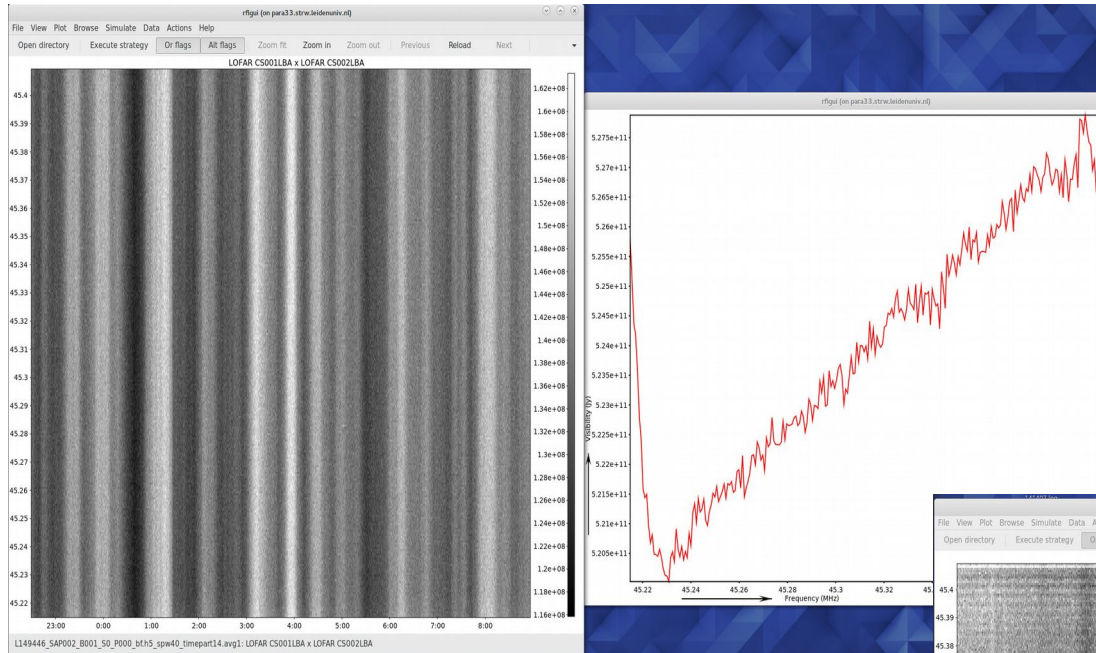 rfigui (on para33.strw.leidenuniv.nl)
File View Plot Browse Simulate Data Actions Help
Open directory Execute strategy Or flags Alt flags Zoom fit Zoom in Zoom out Previous Reload Next
LOFAR CS001LBA x LOFAR CS002LBA
45.4
45.39
45.38
45.37
45.36
45.35
45.34
45.33
45.32
45.31
45.3
45.29
45.28
45.27
45.26
45.25
45.24
45.23
45.22
1.62e+08
1.6e+08
1.58e+08
1.56e+08
1.54e+08
1.52e+08
1.5e+08
1.48e+08
1.46e+08
1.44e+08
1.42e+08
1.4e+08
1.38e+08
1.36e+08
1.34e+08
1.32e+08
1.3e+08
1.28e+08
1.26e+08
1.24e+08
1.22e+08
1.2e+08
1.18e+08
1.16e+08
23:00 0:00 1:00 2:00 3:00 4:00 5:00 6:00 7:00 8:00
L149446_SAP002_B001_S0_P000_bf.h5_spw40_timepart14.avg1: LOFAR CS001LBA x LOFAR CS002LBA
rfigui (on para33.strw.leidenuniv.nl)
5.275e+11
5.27e+11
5.265e+11
5.26e+11
5.255e+11
5.25e+11
5.245e+11
5.24e+11
5.235e+11
5.23e+11
5.225e+11
5.22e+11
5.215e+11
5.21e+11
5.205e+11
Visibility (Jy)
45.22 45.24 45.26 45.28 45.3 45.32
Frequency (MHz)
File View Plot Browse Simulate Data
Open directory Execute strategy
45.4
45.39
45.38